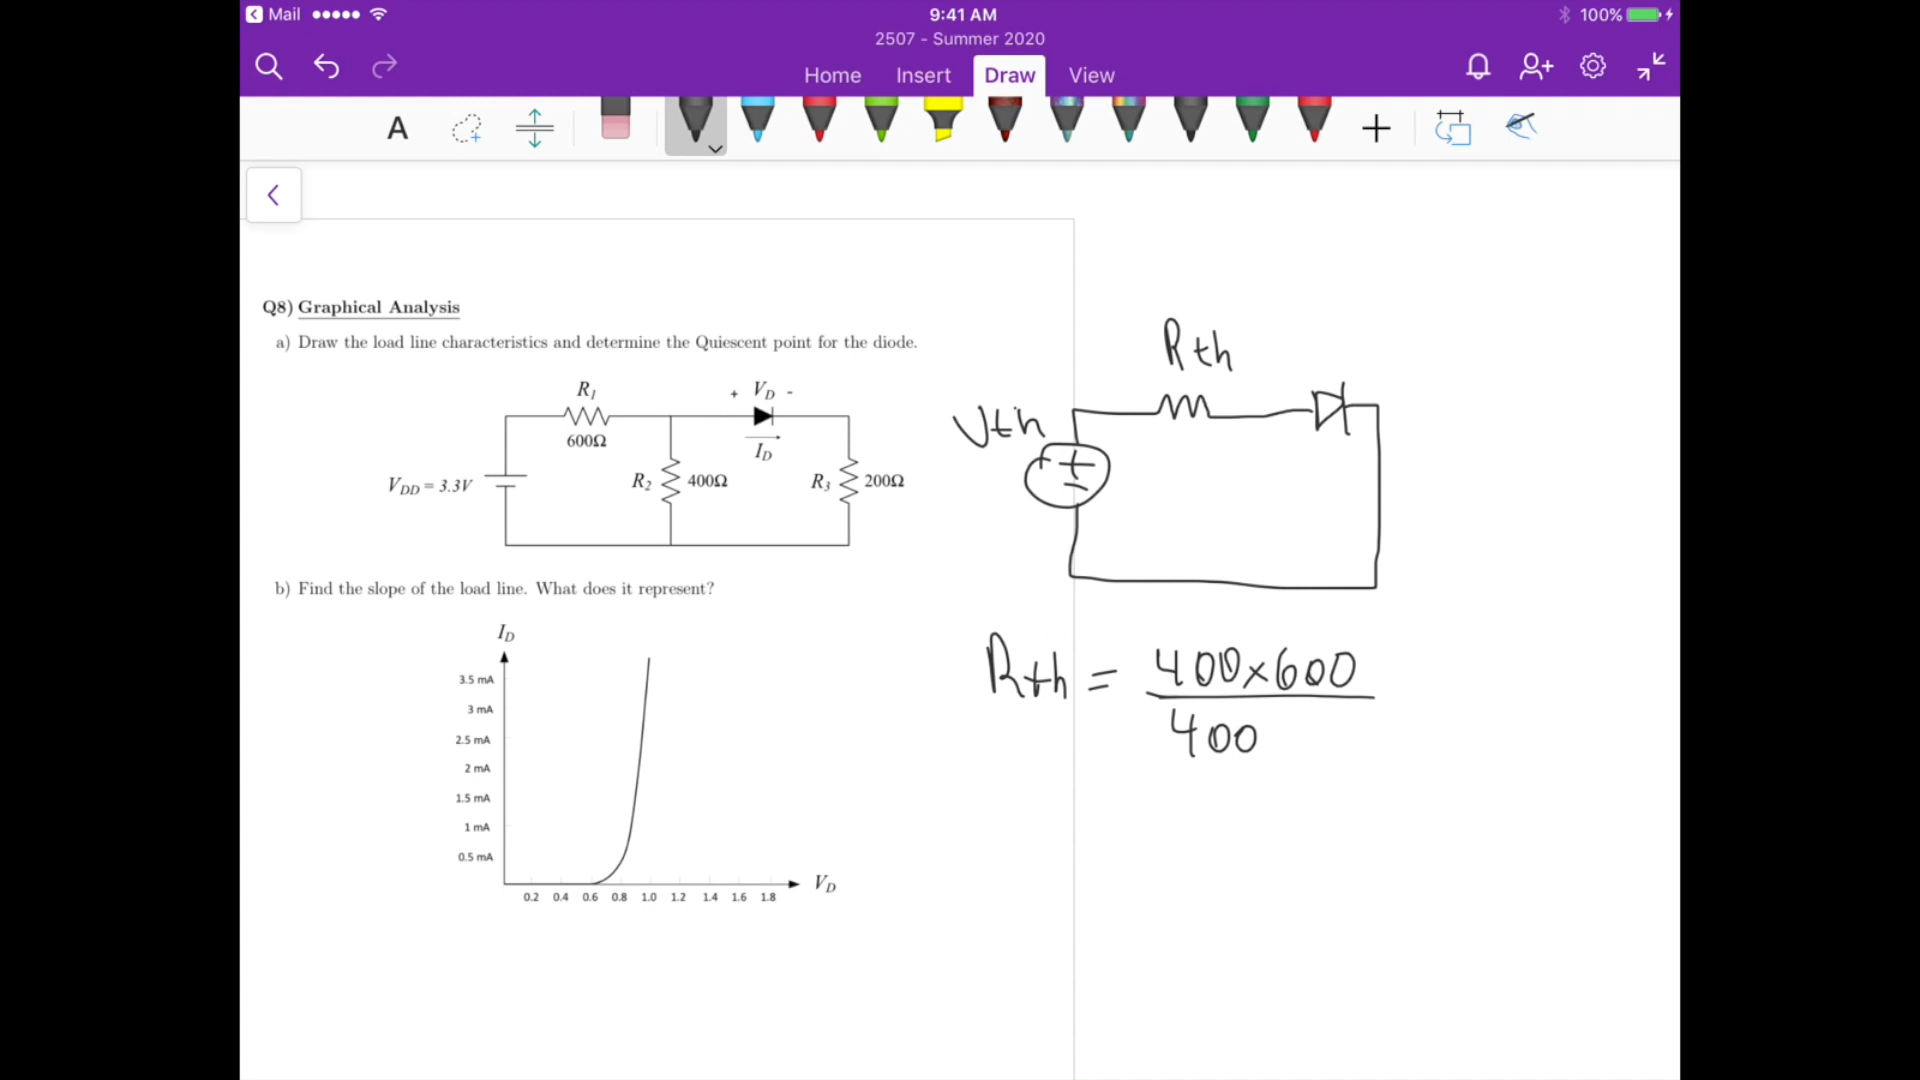 Mail
9:41 AM
100%
2507 - Summer 2020
Home Insert Draw View
A
Q8) Graphical Analysis
a) Draw the load line characteristics and determine the Quiescent point for the diode.
R1
600Ω
+ VD -
ID
VDD = 3.3V
R2 400Ω
R3 200Ω
Vth
Rth
+
b) Find the slope of the load line. What does it represent?
ID
3.5 mA
3 mA
2.5 mA
2 mA
1.5 mA
1 mA
0.5 mA
0.2 0.4 0.6 0.8 1.0 1.2 1.4 1.6 1.8
VD
Rth = 400×600
400